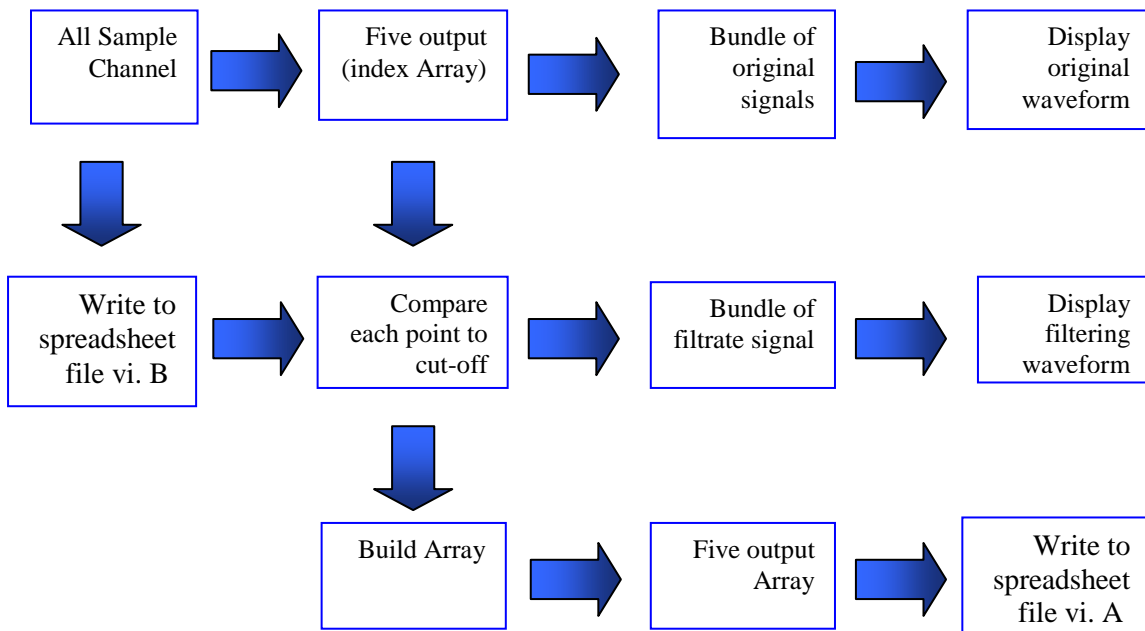 All Sample
Channel
Five output
(index Array)
Bundle of
original
signals
Display
original
waveform
Write to
spreadsheet
file vi. B
Compare
each point to
cut-off
Bundle of
filtrate signal
Display
filtering
waveform
Build Array
Five output
Array
Write to
spreadsheet
file vi. A